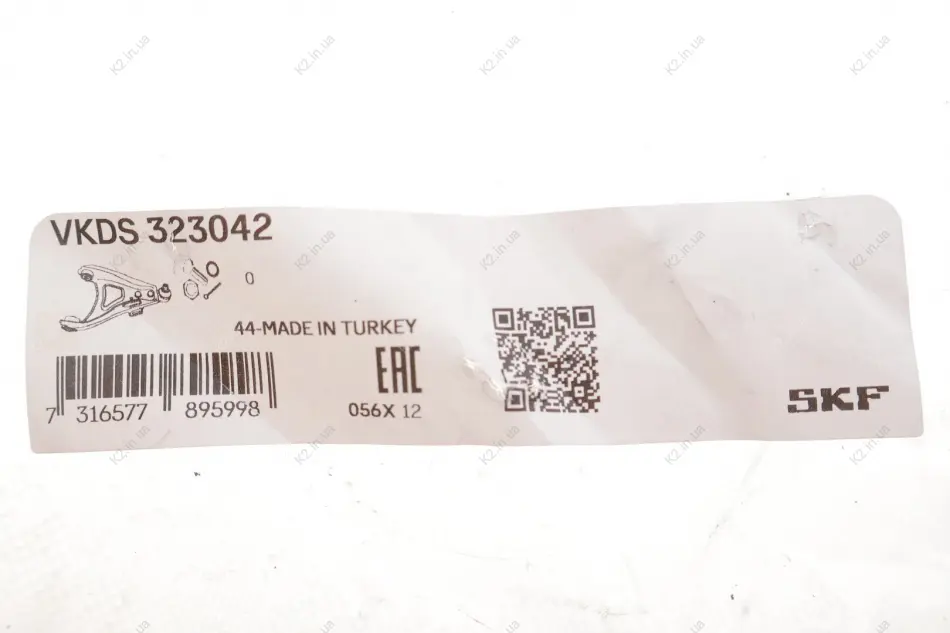 VKDS 323042
0
44-MADE IN TURKEY
EAC
7 316577 895998
056X 12
SKF
K2.in.ua